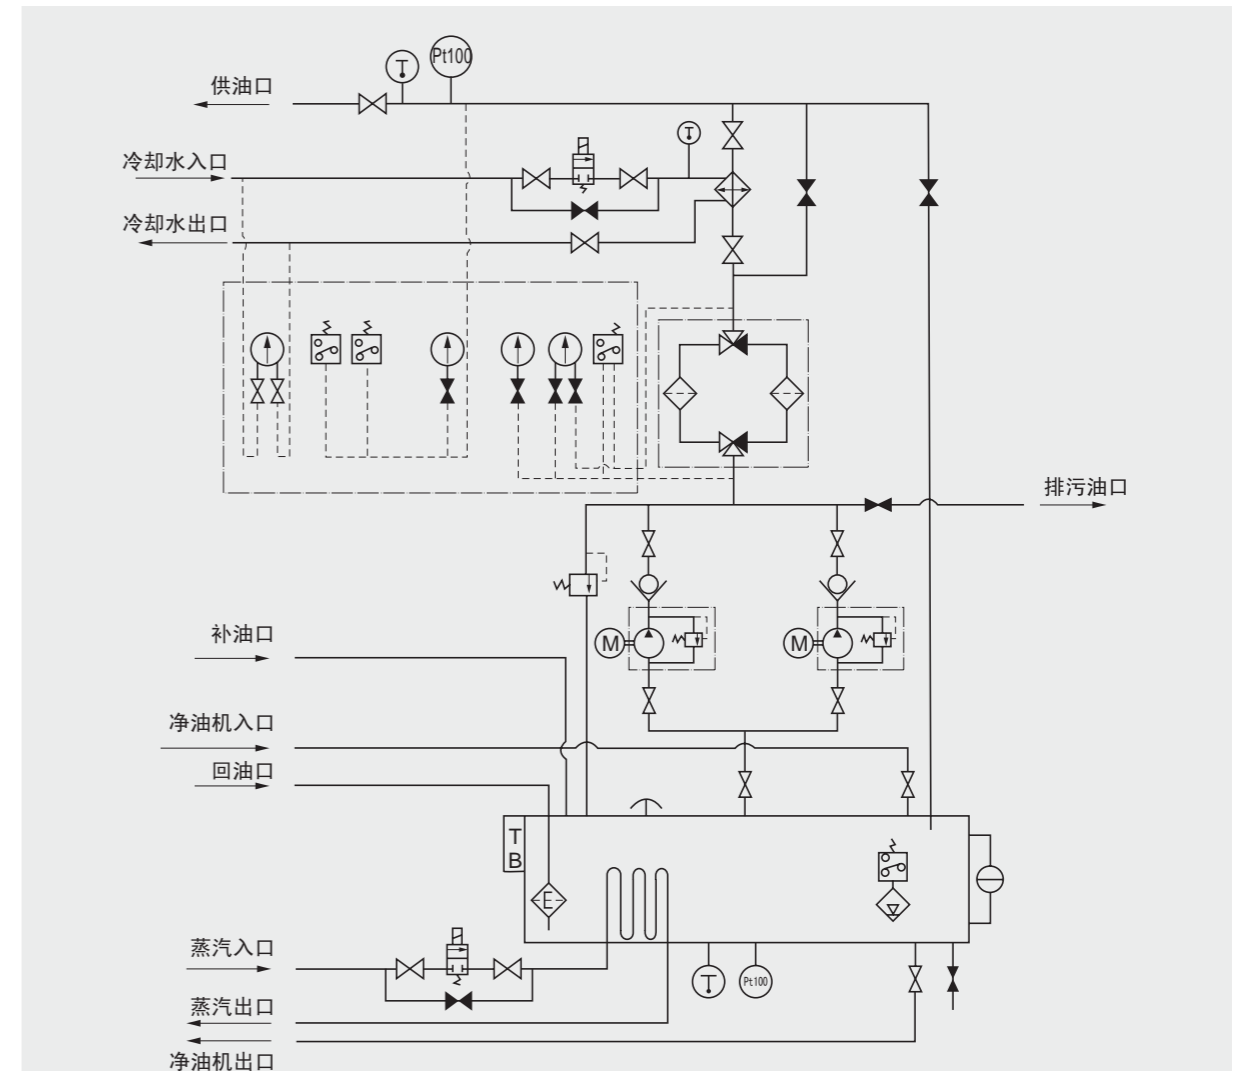 Pt100
T
供油口
T
冷却水入口
冷却水出口
排污油口
补油口
M
M
净油机入口
回油口
T
B
E
蒸汽入口
T
Pt100
蒸汽出口
净油机出口